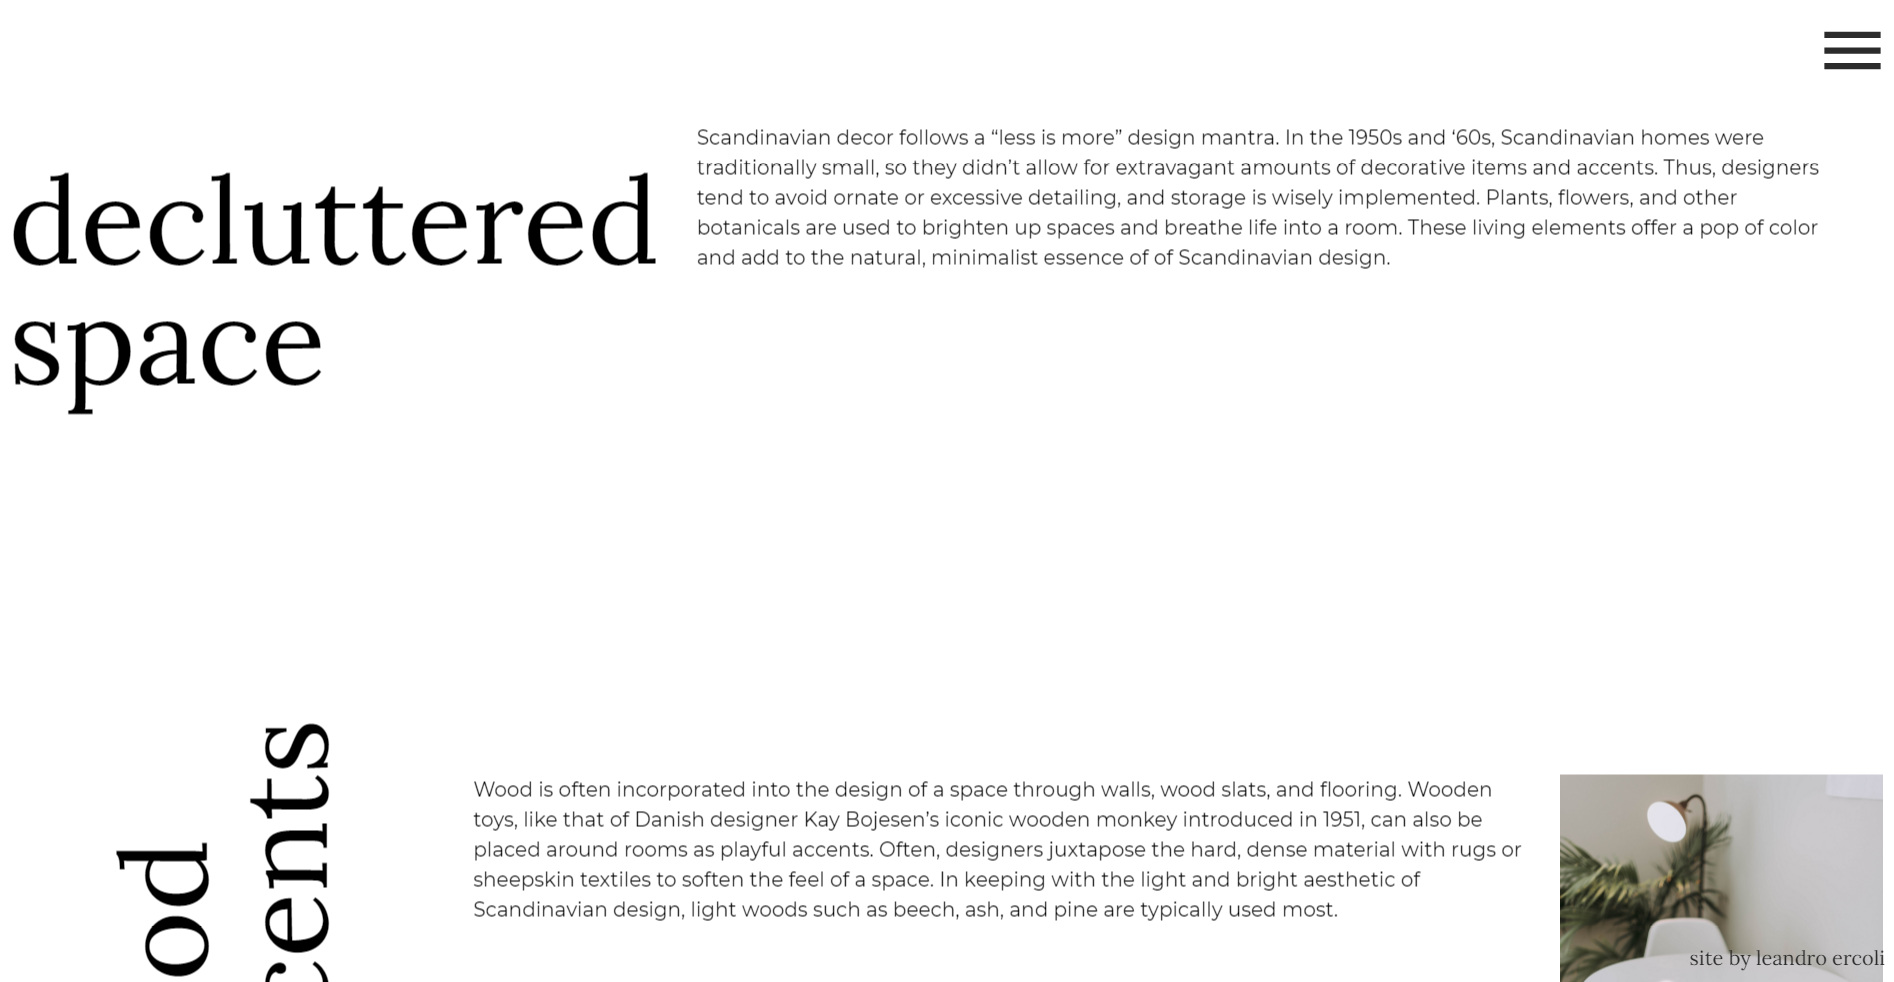 decluttered
space
Scandinavian decor follows a “less is more” design mantra. In the 1950s and ‘60s, Scandinavian homes were
traditionally small, so they didn’t allow for extravagant amounts of decorative items and accents. Thus, designers
tend to avoid ornate or excessive detailing, and storage is wisely implemented. Plants, flowers, and other
botanicals are used to brighten up spaces and breathe life into a room. These living elements offer a pop of color
and add to the natural, minimalist essence of of Scandinavian design.
od
cents
Wood is often incorporated into the design of a space through walls, wood slats, and flooring. Wooden
toys, like that of Danish designer Kay Bojesen’s iconic wooden monkey introduced in 1951, can also be
placed around rooms as playful accents. Often, designers juxtapose the hard, dense material with rugs or
sheepskin textiles to soften the feel of a space. In keeping with the light and bright aesthetic of
Scandinavian design, light woods such as beech, ash, and pine are typically used most.
site by leandro ercoli